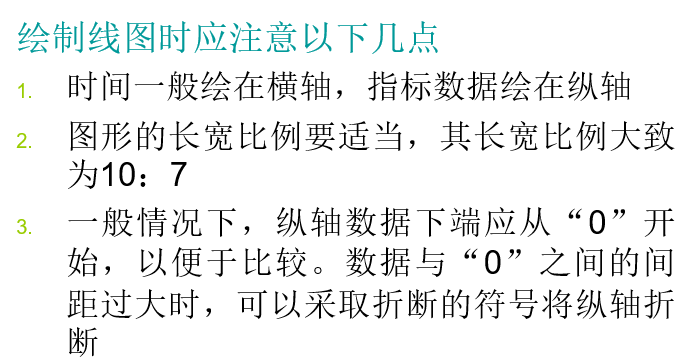 绘制线图时应注意以下几点
1. 时间一般绘在横轴，指标数据绘在纵轴
2. 图形的长宽比例要适当，其长宽比例大致
为10：7
3. 一般情况下，纵轴数据下端应从“0”开
始，以便于比较。数据与“0”之间的间
距过大时，可以采取折断的符号将纵轴折
断